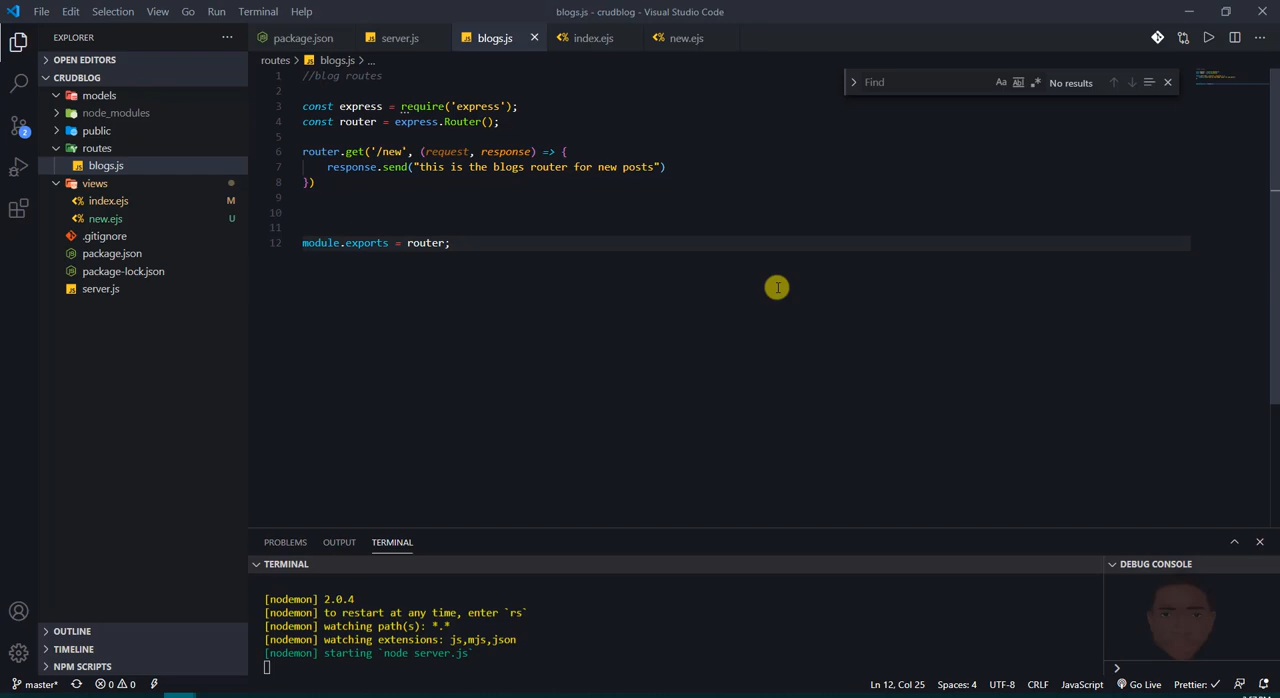 File Edit Selection View Go Run Terminal Help
blogs.js - crudblog - Visual Studio Code
EXPLORER
package.json
server.js
blogs.js
index.ejs
new.ejs
OPEN EDITORS
CRUDBLOG
models
node_modules
public
routes
blogs.js
views
index.ejs M
new.ejs U
.gitignore
package.json
package-lock.json
server.js
OUTLINE
TIMELINE
NPM SCRIPTS
2
routes > blogs.js > ...
Find
Aa Abl .*
No results
1 //blog routes
2
3 const express = require('express');
4 const router = express.Router();
5
6 router.get('/new', (request, response) => {
7 response.send("this is the blogs router for new posts")
8 })
9
10
11
12 module.exports = router;
PROBLEMS OUTPUT TERMINAL
TERMINAL
DEBUG CONSOLE
[nodemon] 2.0.4
[nodemon] to restart at any time, enter `rs`
[nodemon] watching path(s): *.*
[nodemon] watching extensions: js,mjs,json
[nodemon] starting `node server.js`
master* 0 0
Ln 12, Col 25 Spaces: 4 UTF-8 CRLF JavaScript Go Live Prettier: